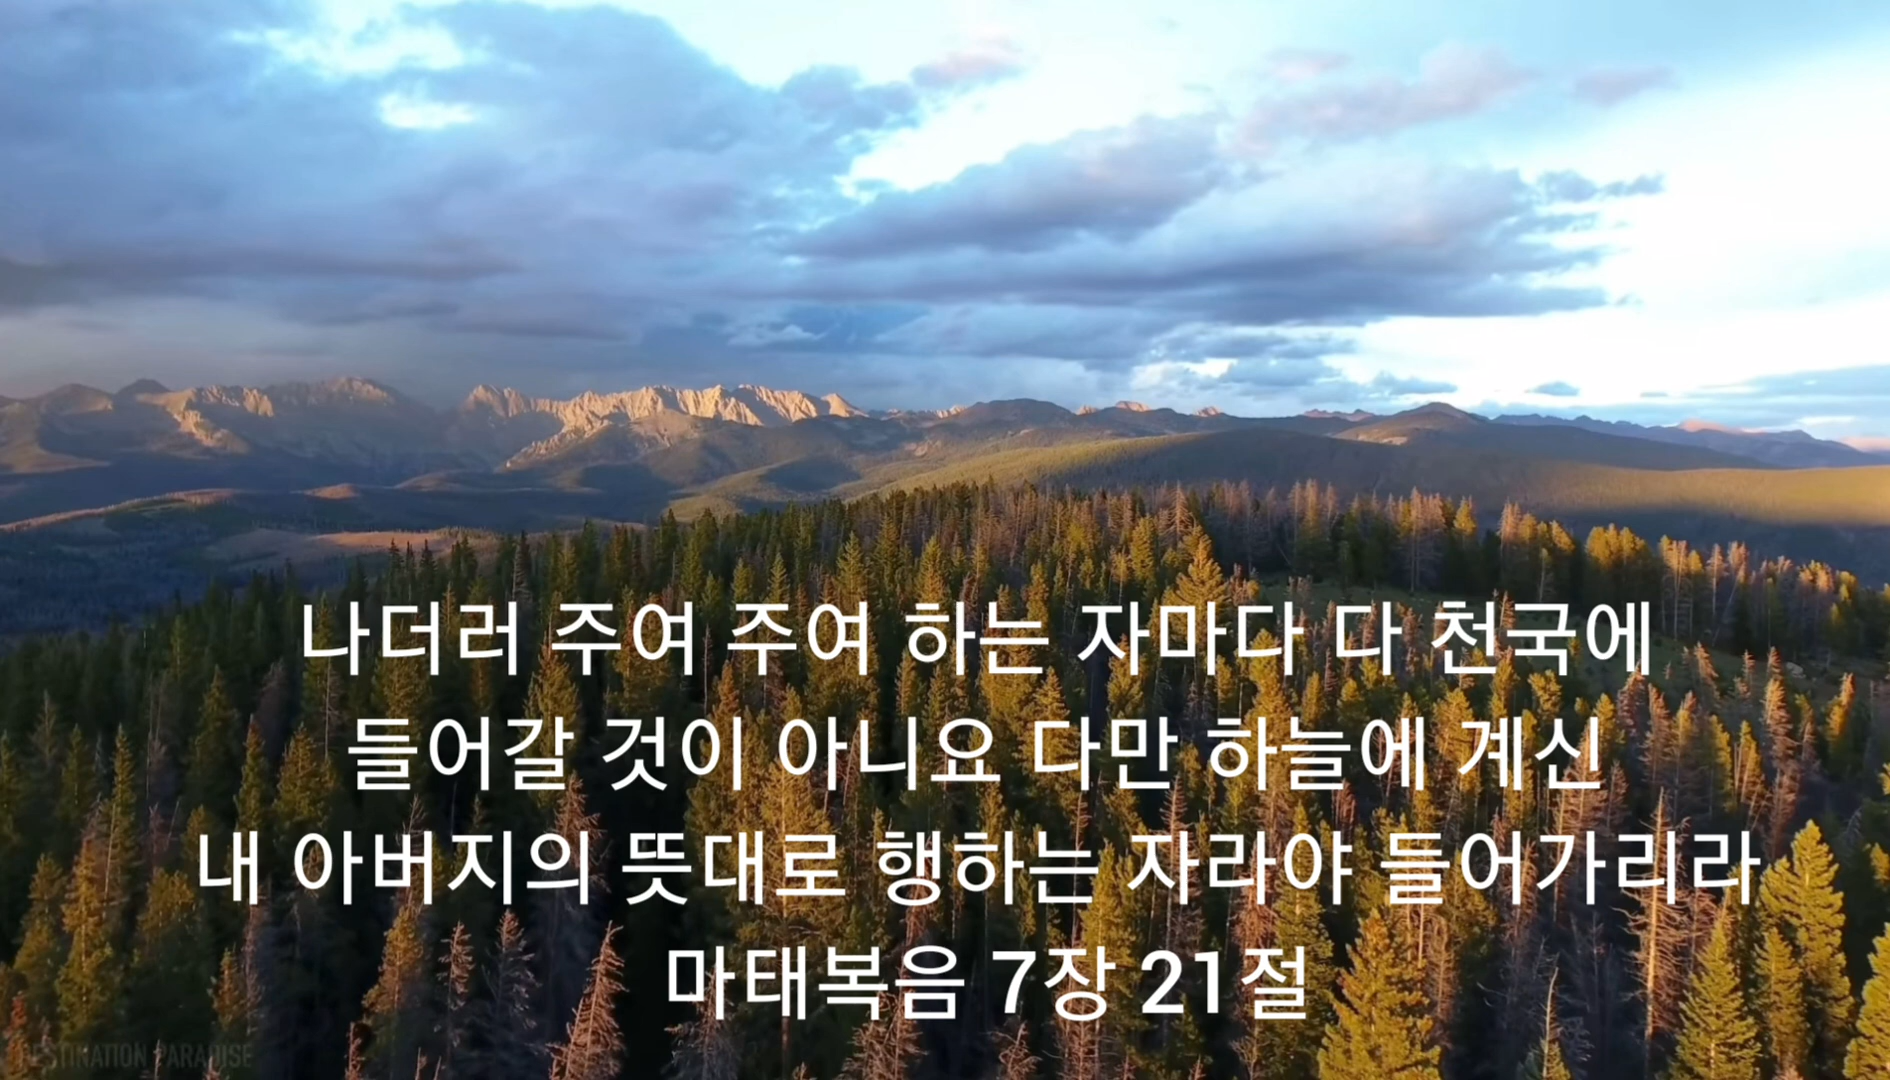 나더러 주여 주여 하는 자마다 다 천국에
들어갈 것이 아니요 다만 하늘에 계신
내 아버지의 뜻대로 행하는 자라야 들어가리라
마태복음 7장 21절
DESTINATION PARADISE